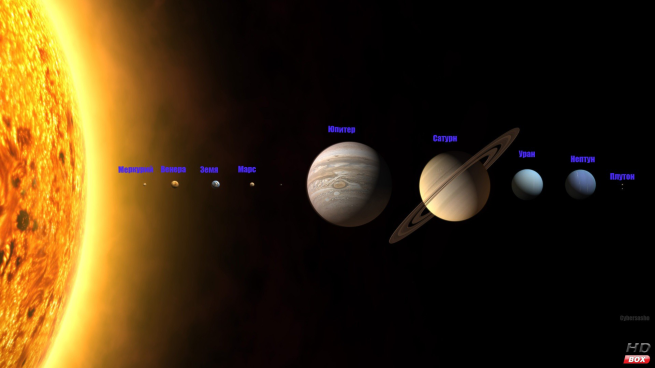 Меркурий
Венера
Земя
Марс
Юпитер
Сатурн
Уран
Нептун
Плутон
HD
BOX